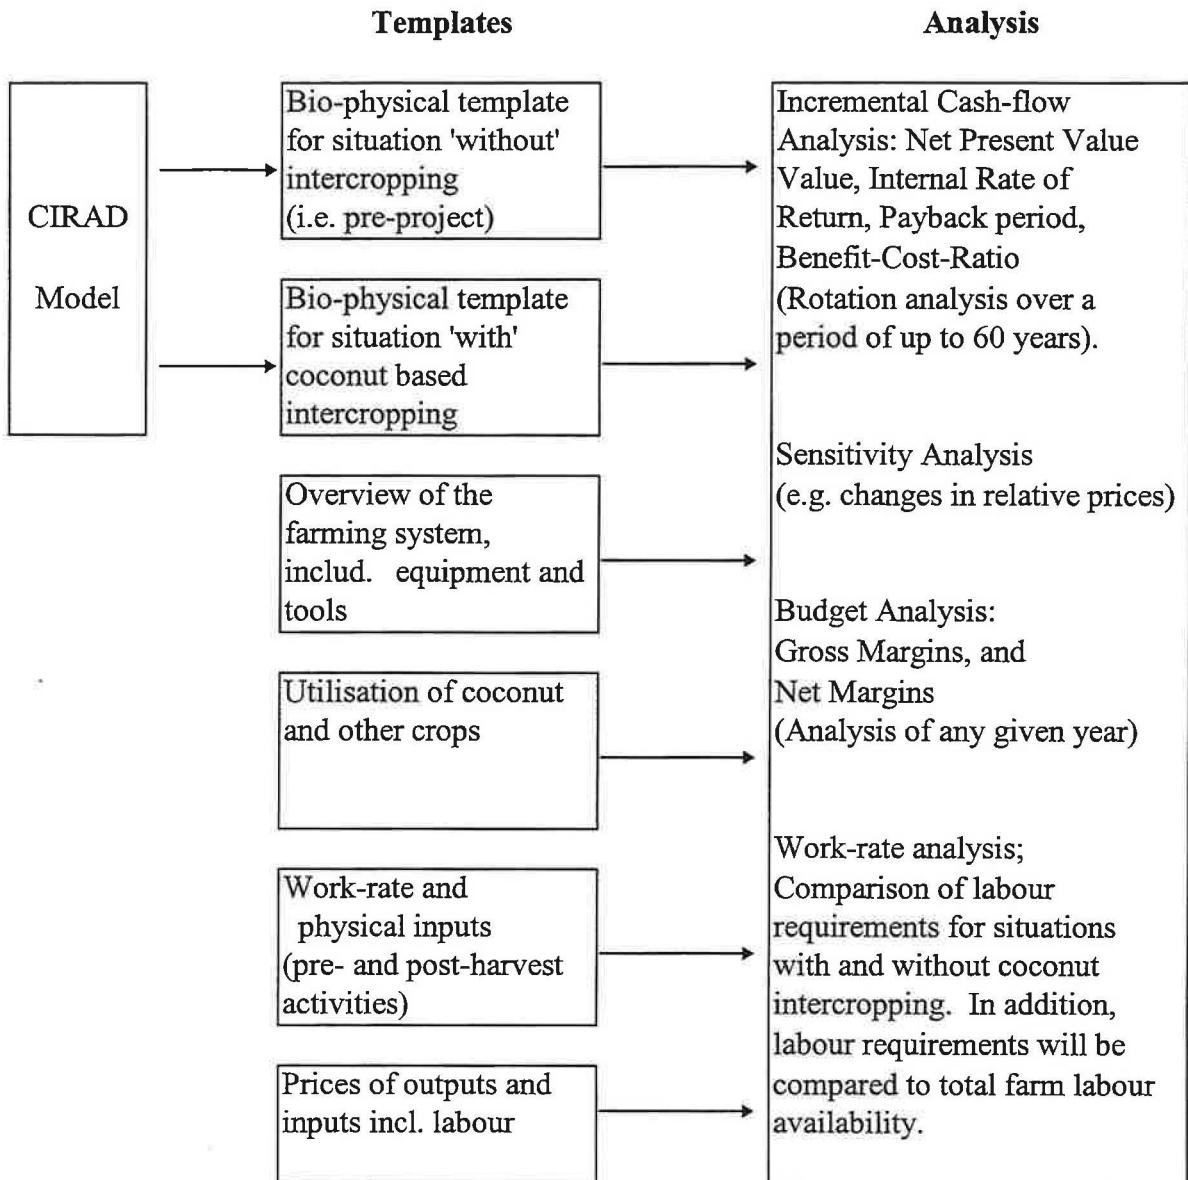 Templates
Analysis
CIRAD
Model
Bio-physical template
for situation 'without'
intercropping
(i.e. pre-project)
Bio-physical template
for situation 'with'
coconut based
intercropping
Overview of the
farming system,
includ. equipment and
tools
Utilisation of coconut
and other crops
Work-rate and
physical inputs
(pre- and post-harvest
activities)
Prices of outputs and
inputs incl. labour
Incremental Cash-flow
Analysis: Net Present Value
Value, Internal Rate of
Return, Payback period,
Benefit-Cost-Ratio
(Rotation analysis over a
period of up to 60 years).
Sensitivity Analysis
(e.g. changes in relative prices)
Budget Analysis:
Gross Margins, and
Net Margins
(Analysis of any given year)
Work-rate analysis;
Comparison of labour
requirements for situations
with and without coconut
intercropping. In addition,
labour requirements will be
compared to total farm labour
availability.